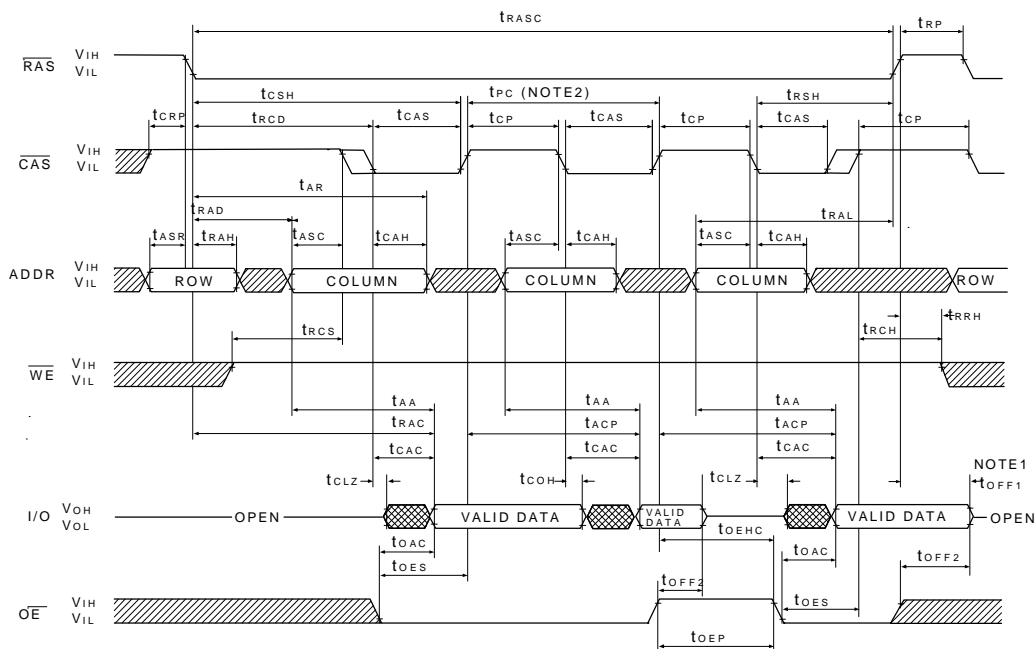 tRASC tRP
RAS VIH
VIL
tCSH tPC (NOTE2) tRSH
tCRP tRCD tCAS tCP tCAS tCP tCAS tCP
CAS VIH
VIL
tAR
tRAD tRAL
tASR tRAH tASC tCAH tASC tCAH tASC tCAH
ADDR VIH
VIL
ROW COLUMN COLUMN COLUMN ROW
tRCS tRCH tRRH
WE VIH
VIL
tAA tAA tAA
tRAC tACP tACP
tCAC tCAC tCAC
tCLZ tCOH tCLZ NOTE1
tOFF1
I/O VOH
VOL
OPEN VALID DATA VALID DATA VALID DATA OPEN
tOAC tOEHC tOAC
tOES tOFF2 tOES tOFF2
OE VIH
VIL
tOEP